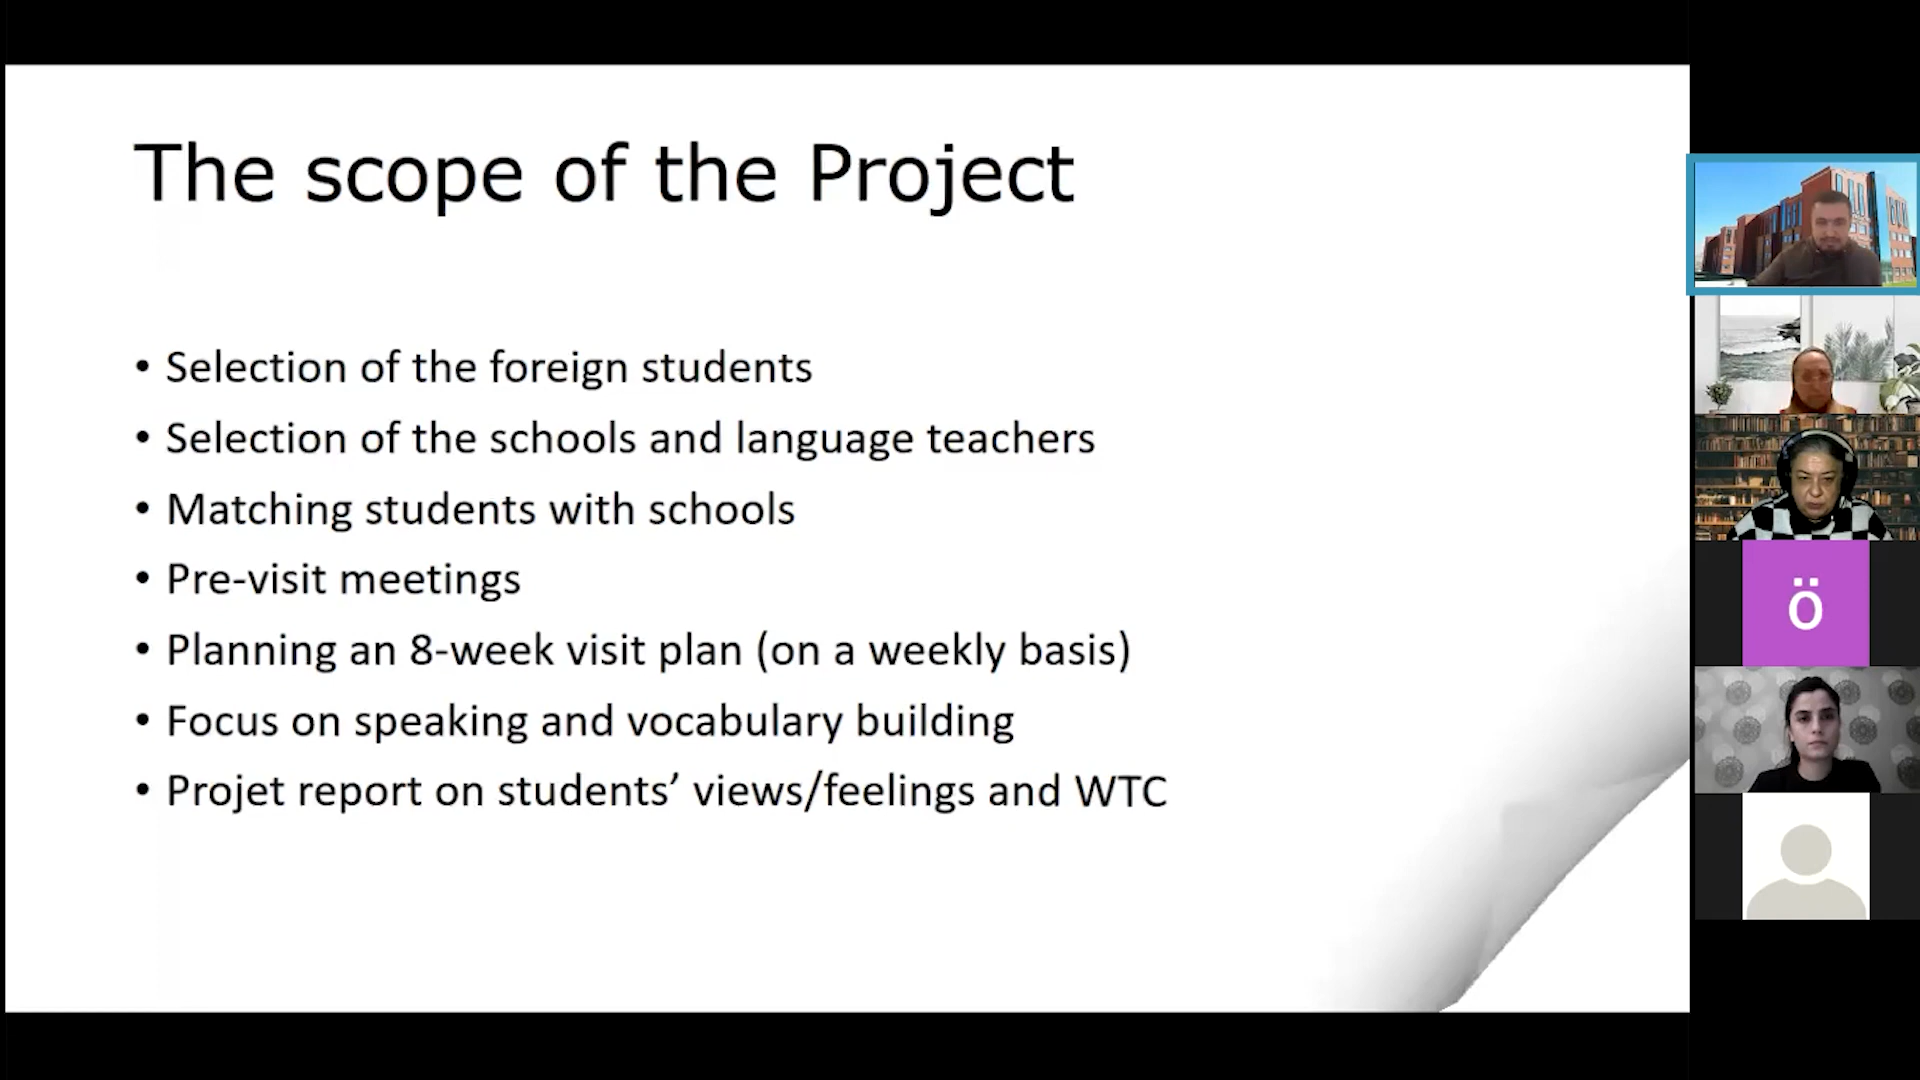 The scope of the Project
• Selection of the foreign students
• Selection of the schools and language teachers
• Matching students with schools
• Pre-visit meetings
• Planning an 8-week visit plan (on a weekly basis)
• Focus on speaking and vocabulary building
• Projet report on students’ views/feelings and WTC
ö